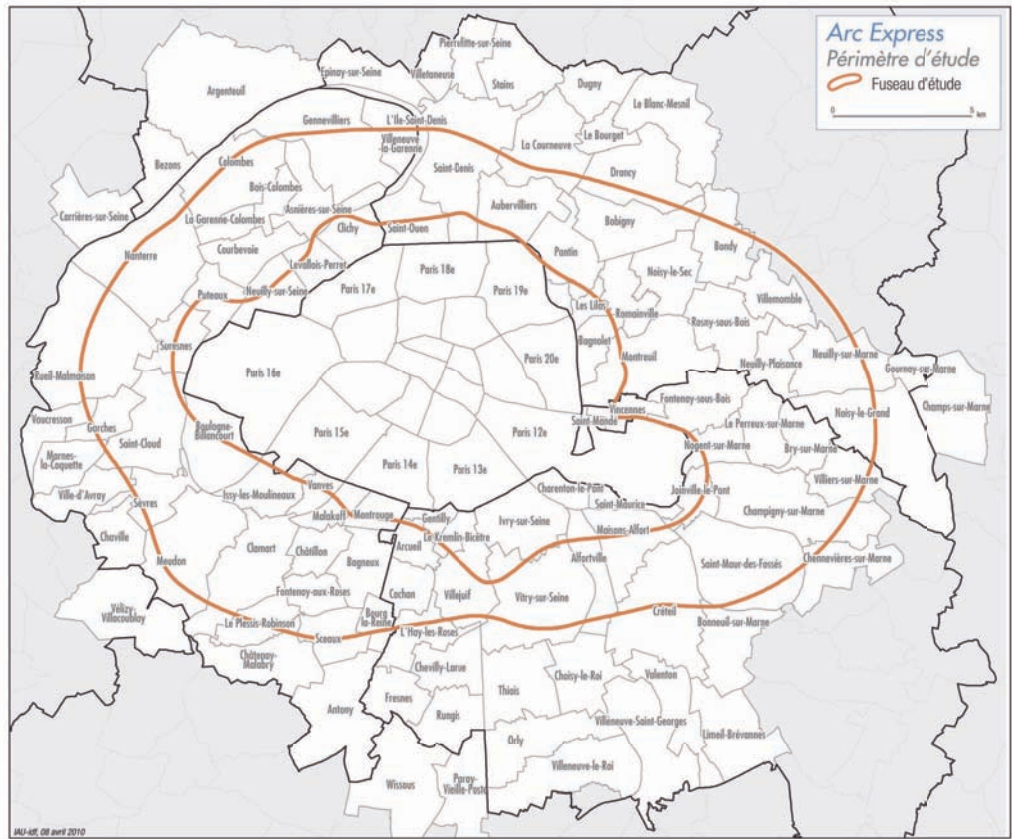 Arc Express
Périmètre d'étude
Fuseau d'étude
0 5
km
Pierrefitte-sur-Seine
Epinay-sur-Seine
Villetaneuse
Stains
Dugny
Argenteuil
Le Blanc-Mesnil
Gennevilliers
L'Ile-Saint-Denis
Le Bourget
Villeneuve
la-Garenne
La Courneuve
Bezons
Colombes
Saint-Denis
Drancy
Bois-Colombes
Carrières-sur-Seine
La Garenne-Colombes
Asnières-sur-Seine
Aubervilliers
Bobigny
Clichy
Saint-Ouen
Nanterre
Courbevoie
Pantin
Bondy
Levallois-Perret
Paris 18e
Noisy-le-Sec
Puteaux
Neuilly-sur-Seine
Paris 17e
Paris 19e
Les Lilas
Romainville
Villemomble
Rosny-sous-Bois
Suresnes
Bagnolet
Montreuil
Neuilly-sur-Marne
Neuilly-Plaisance
Gournay-sur-Marne
Rueil-Malmaison
Paris 16e
Paris 20e
Fontenay-sous-Bois
Champs-sur-Marne
Vincennes
Saint-Mandé
Noisy-le-Grand
Vaucresson
Garches
Boulogne-
Billancourt
Paris 15e
Paris 12e
Le Perreux-sur-Marne
Saint-Cloud
Nogent-sur-Marne
Bry-sur-Marne
Marnes-
la-Coquette
Paris 14e
Paris 13e
Ville-d'Avray
Sèvres
Issy-les-Moulineaux
Vanves
Charenton-le-Pont
Joinville-le-Pont
Villiers-sur-Marne
Saint-Maurice
Malakoff
Montrouge
Gentilly
Ivry-sur-Seine
Maisons-Alfort
Champigny-sur-Marne
Chaville
Le Kremlin-Bicêtre
Clamart
Châtillon
Arcueil
Alfortville
Meudon
Bagneux
Saint-Maur-des-Fossés
Chennevières-sur-Marne
Fontenay-aux-Roses
Cachan
Villejuif
Vitry-sur-Seine
Vélizy-
Villacoublay
Bourg
la-Reine
Créteil
Le Plessis-Robinson
Sceaux
L'Hay-les-Roses
Bonneuil-sur-Marne
Châtenay-
Malabry
Chevilly-Larue
Choisy-le-Roi
Valenton
Fresnes
Thiais
Antony
Rungis
Villeneuve-Saint-Georges
Orly
Limeil-Brévannes
Villeneuve-le-Roi
Wissous
Paray-
Vieille-Poste
IAU-îdf, 08 avril 2010